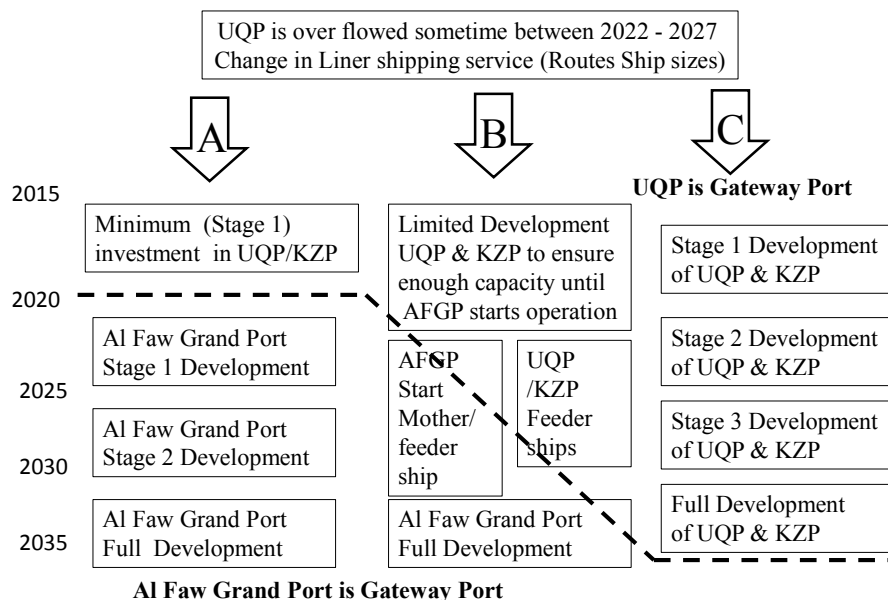 UQP is over flowed sometime between 2022 - 2027
Change in Liner shipping service (Routes Ship sizes)
A
B
C
UQP is Gateway Port
2015
2020
2025
2030
2035
Minimum (Stage 1)
investment in UQP/KZP
Al Faw Grand Port
Stage 1 Development
Al Faw Grand Port
Stage 2 Development
Al Faw Grand Port
Full Development
Limited Development
UQP & KZP to ensure
enough capacity until
AFGP starts operation
AFGP
Start
Mother/
feeder
ship
UQP
/KZP
Feeder
ships
Al Faw Grand Port
Full Development
Stage 1 Development
of UQP & KZP
Stage 2 Development
of UQP & KZP
Stage 3 Development
of UQP & KZP
Full Development
of UQP & KZP
Al Faw Grand Port is Gateway Port